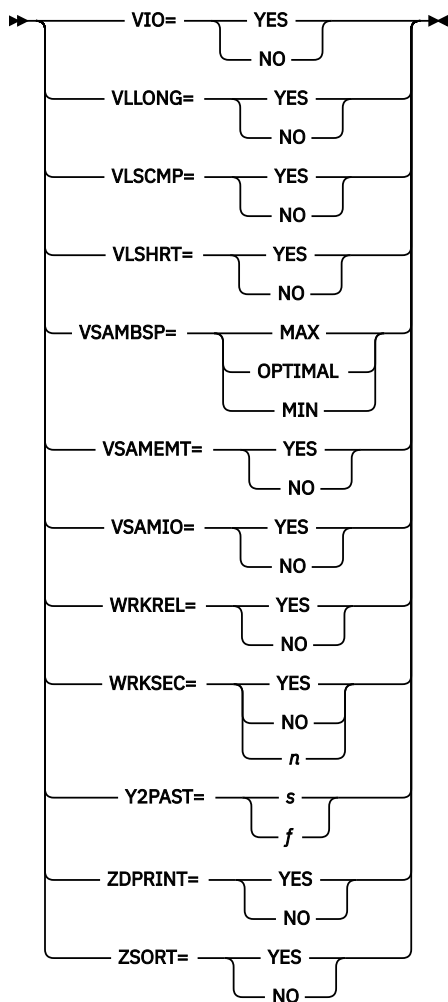 VIO= YES
NO
VLLONG= YES
NO
VLSCMP= YES
NO
VLSHRT= YES
NO
VSAMBSP= MAX
OPTIMAL
MIN
VSAMEMT= YES
NO
VSAMIO= YES
NO
WRKREL= YES
NO
WRKSEC= YES
NO
n
Y2PAST= s
f
ZDPRINT= YES
NO
ZSORT= YES
NO